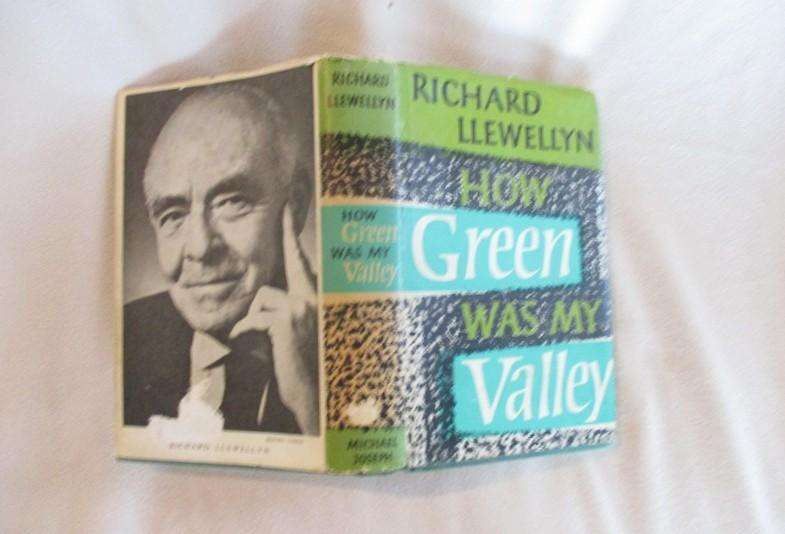 RICHARD
LLEWELLYN
HOW
Green
WAS MY
Valley
RICHARD
LLEWELLYN
HOW
Green
WAS MY
Valley
MICHAEL
JOSEPH
RICHARD LLEWELLYN